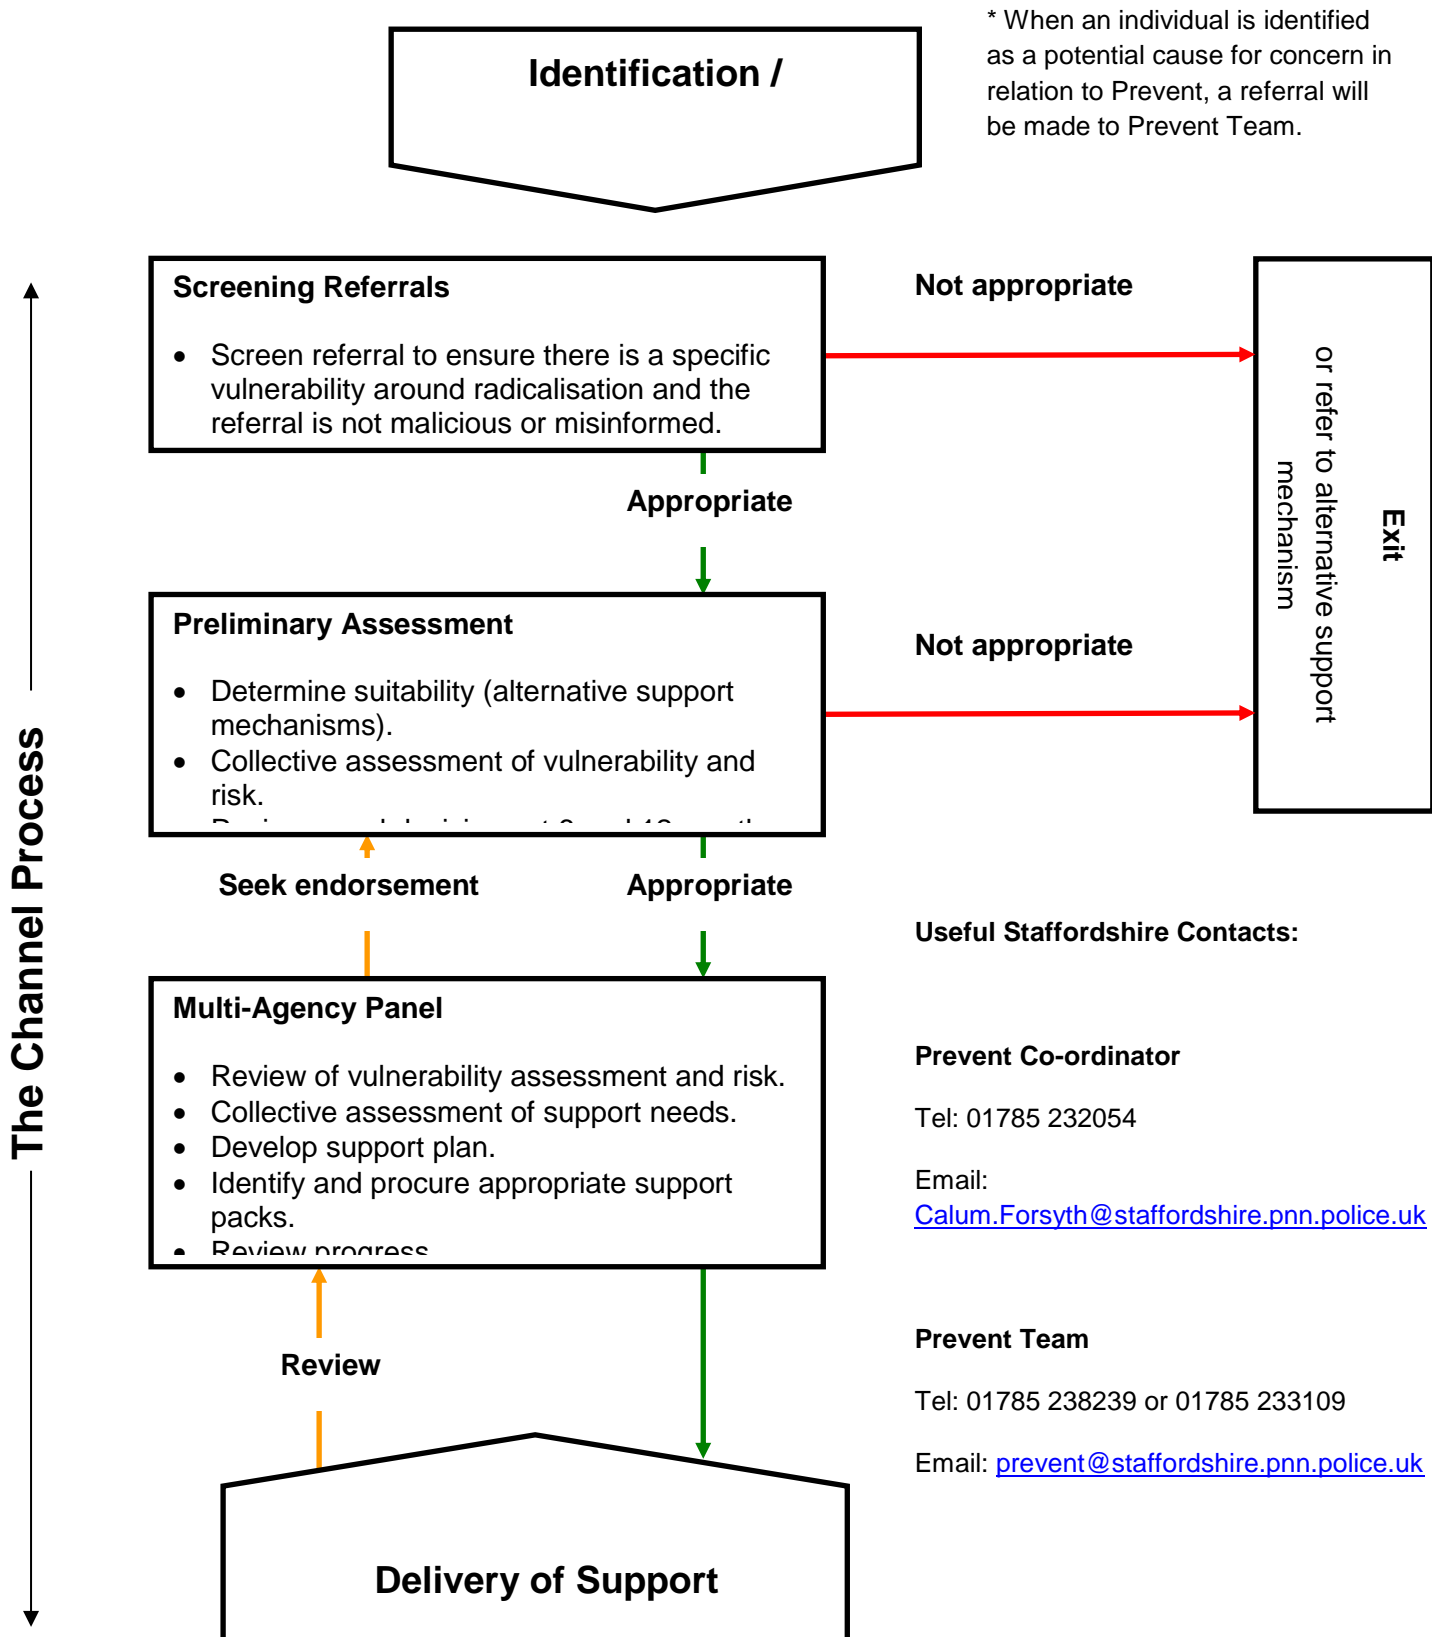 Identification /
* When an individual is identified
as a potential cause for concern in
relation to Prevent, a referral will
be made to Prevent Team.
The Channel Process
Screening Referrals
• Screen referral to ensure there is a specific
vulnerability around radicalisation and the
referral is not malicious or misinformed.
Not appropriate
Exit
or refer to alternative support
mechanism
Appropriate
Preliminary Assessment
• Determine suitability (alternative support
mechanisms).
• Collective assessment of vulnerability and
risk.
Not appropriate
Seek endorsement
Appropriate
Multi-Agency Panel
• Review of vulnerability assessment and risk.
• Collective assessment of support needs.
• Develop support plan.
• Identify and procure appropriate support
packs.
• Review progress
Review
Delivery of Support
Useful Staffordshire Contacts:
Prevent Co-ordinator
Tel: 01785 232054
Email:
Calum.Forsyth@staffordshire.pnn.police.uk
Prevent Team
Tel: 01785 238239 or 01785 233109
Email: prevent@staffordshire.pnn.police.uk